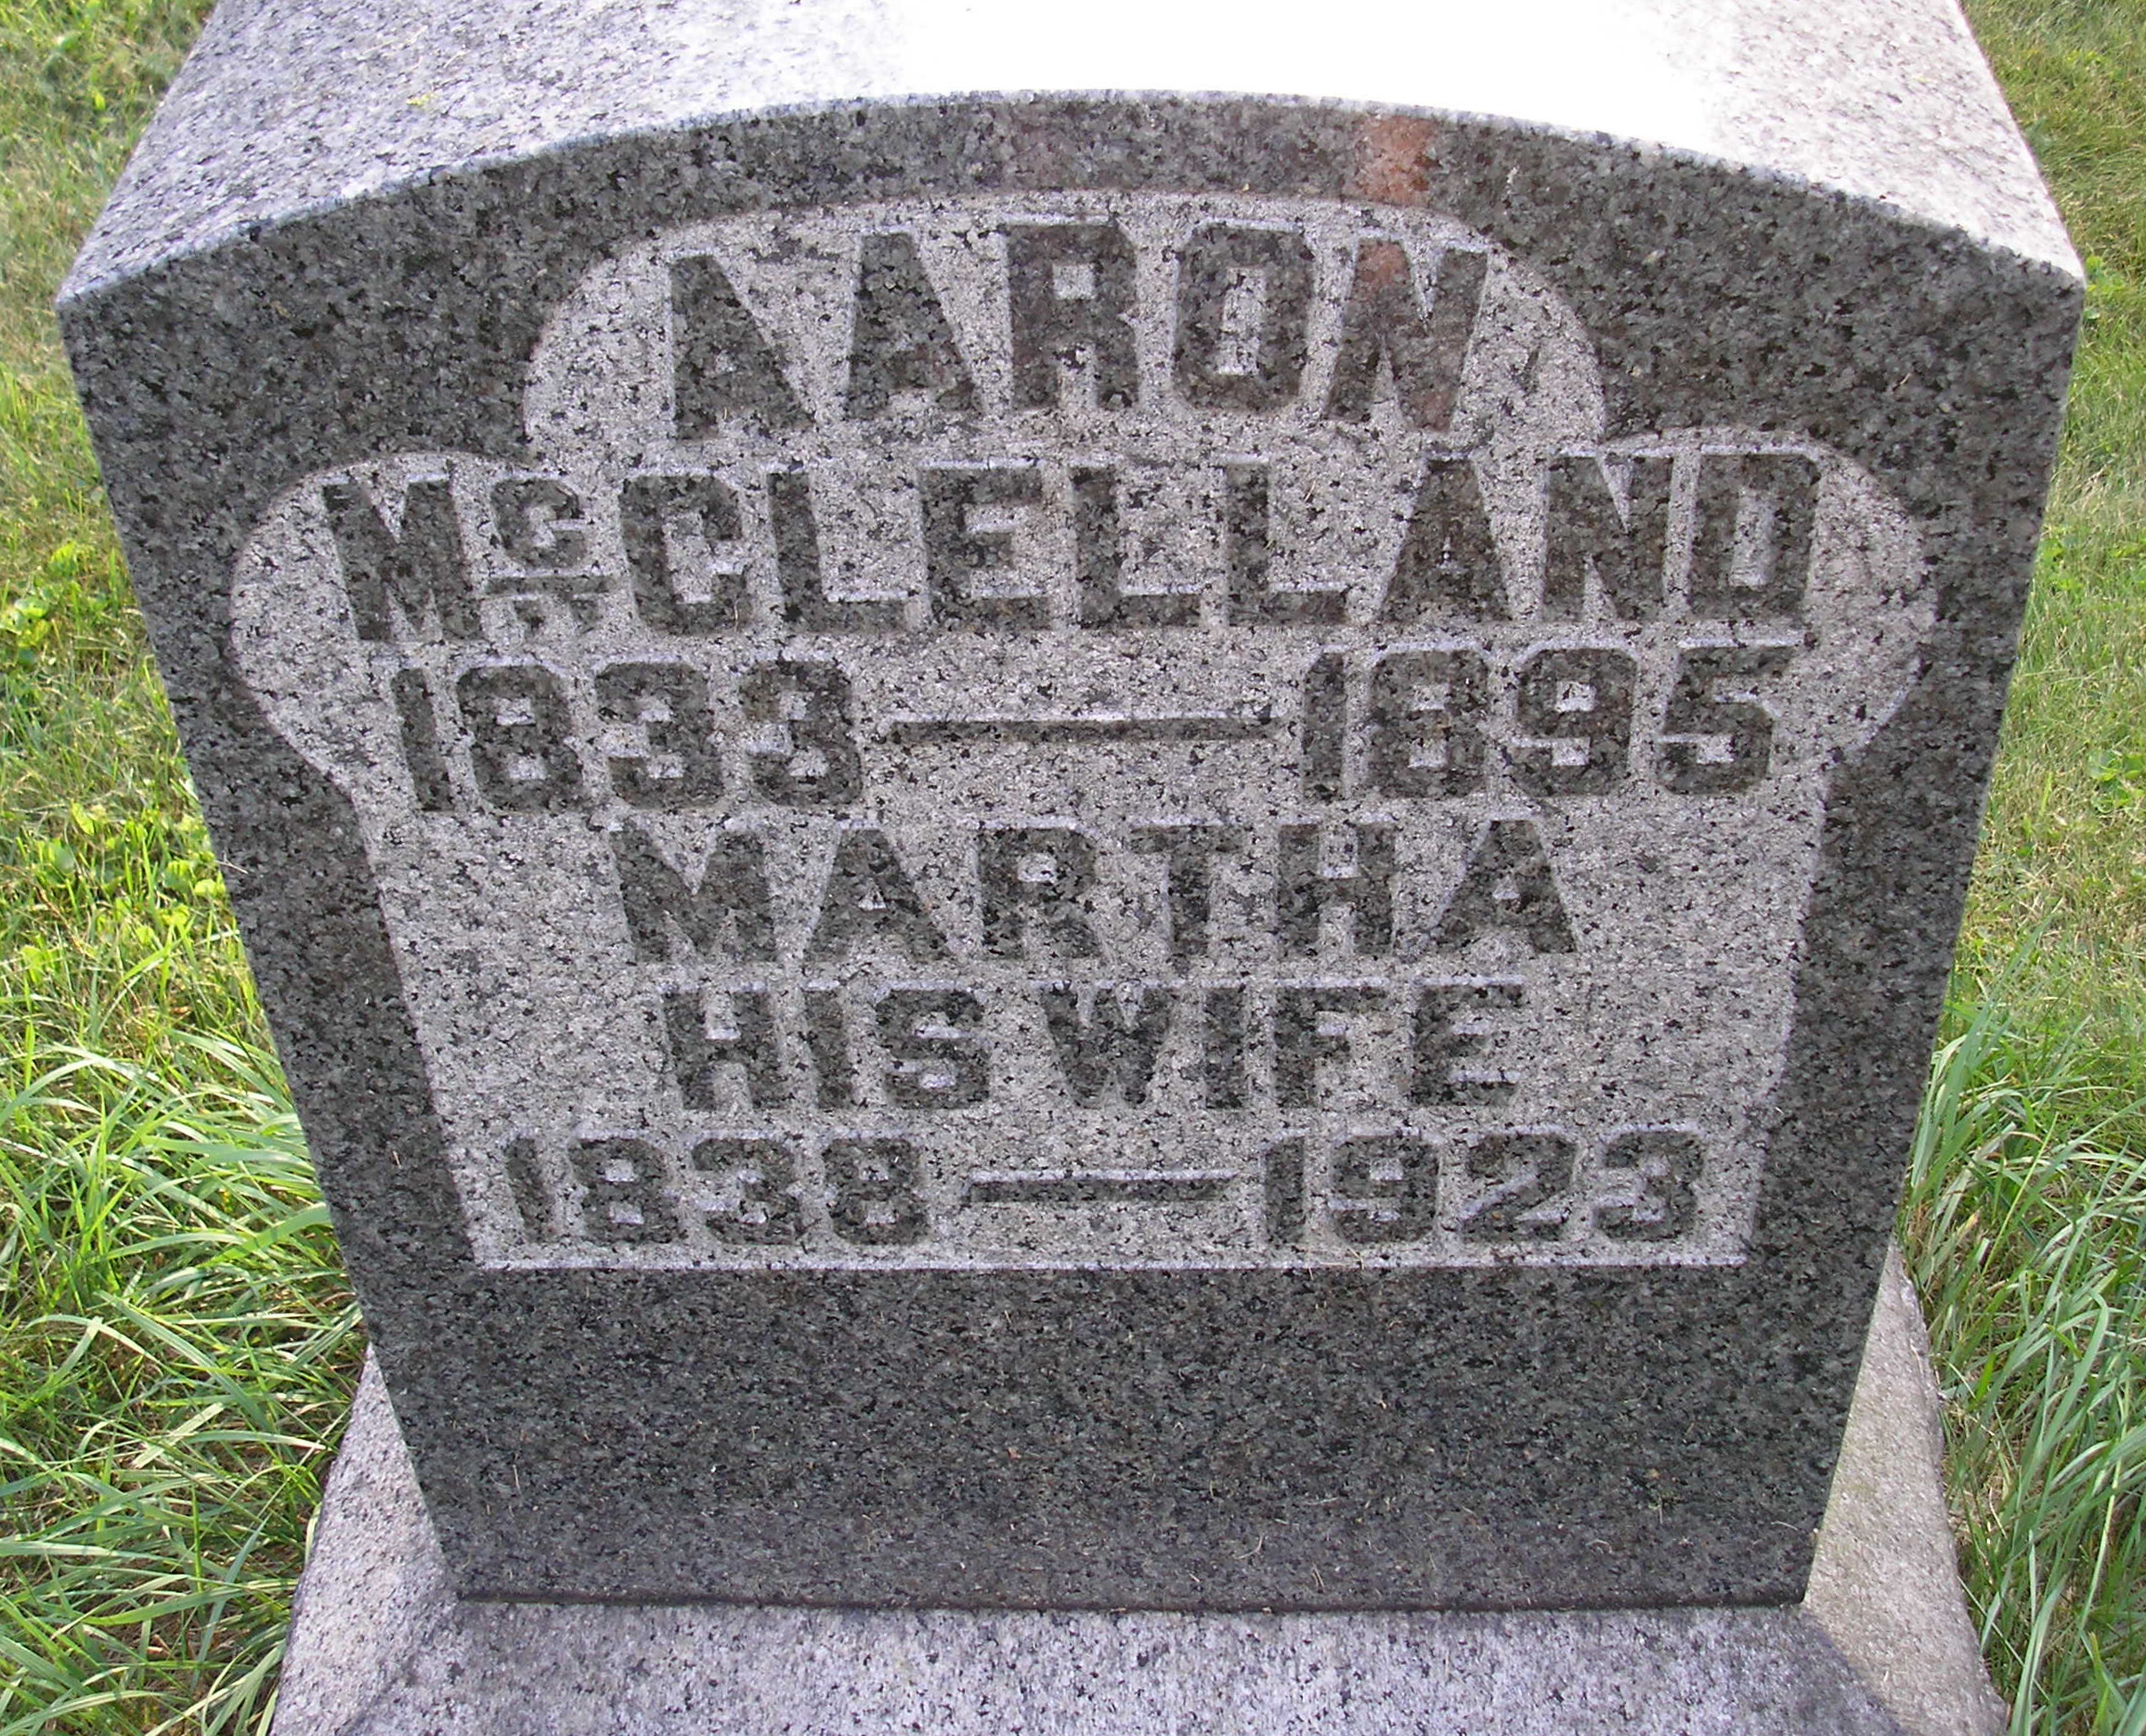 AARON
McCLELLAND
1833—1895
MARTHA
HIS WIFE
1838—1923